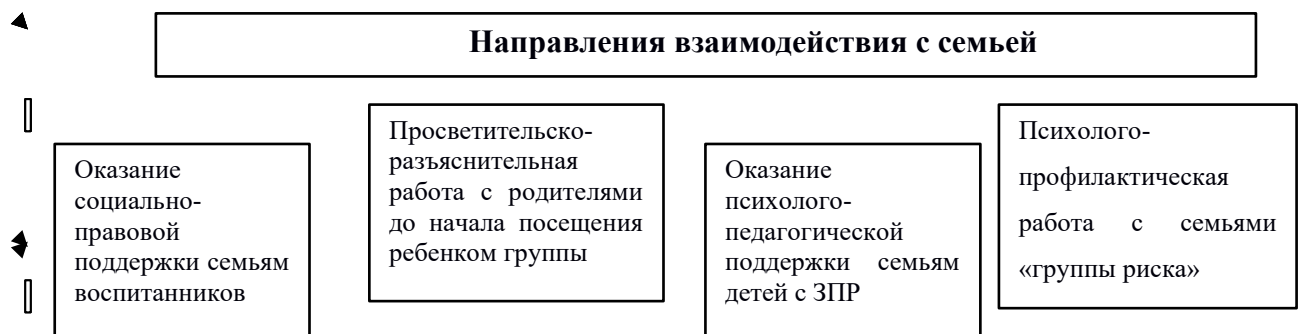 Направления взаимодействия с семьей
Оказание
социально-
правовой
поддержки семьям
воспитанников
Просветительско-
разъяснительная
работа с родителями
до начала посещения
ребенком группы
Оказание
психолого-
педагогической
поддержки семьям
детей с ЗПР
Психолого-
профилактическая
работа с семьями
«группы риска»